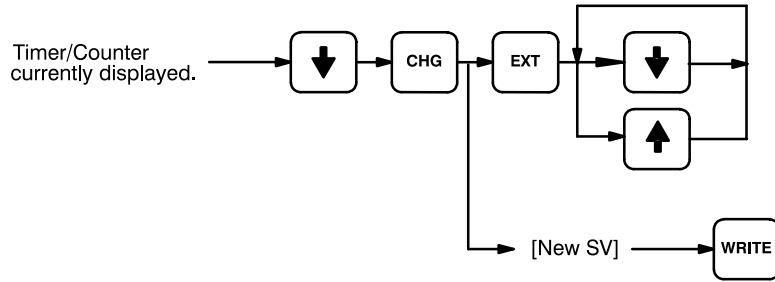 Timer/Counter
currently displayed.
CHG
EXT
[New SV]
WRITE